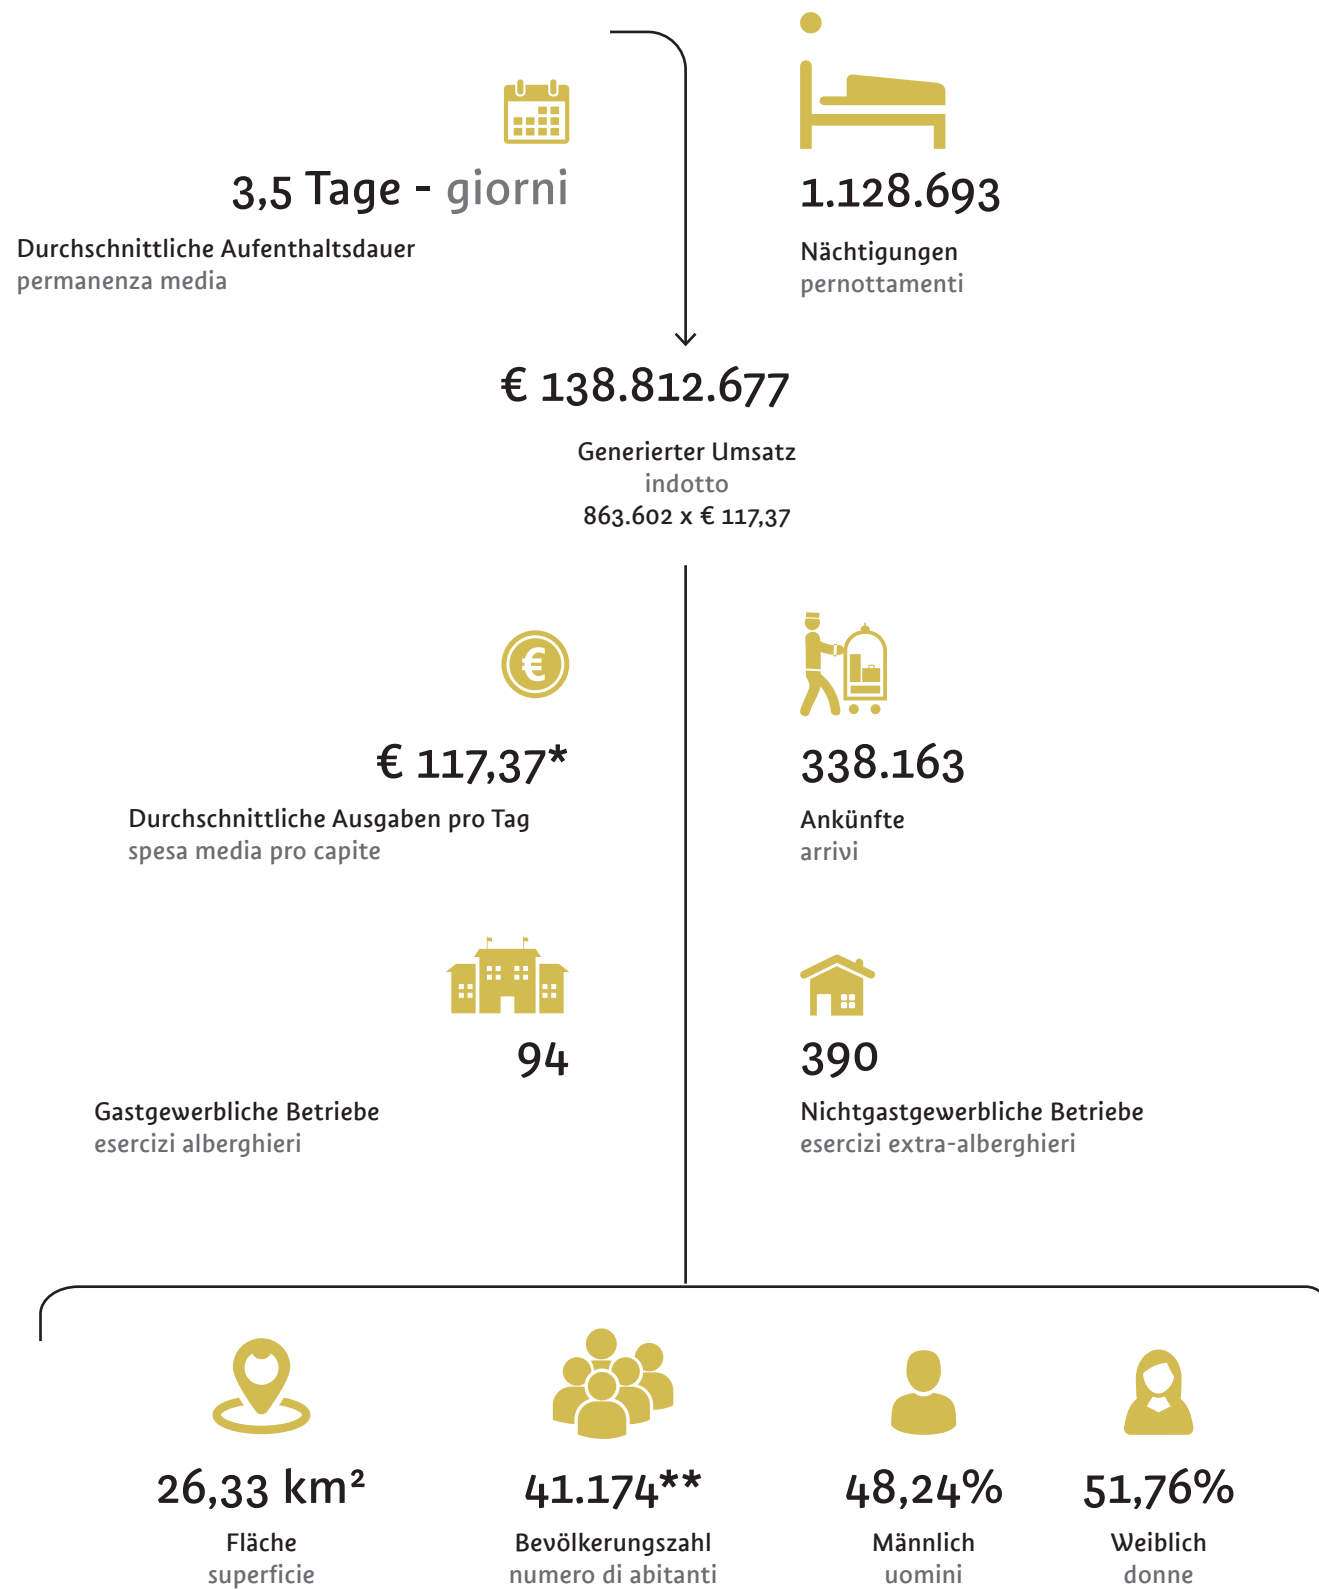 3,5 Tage - giorni
Durchschnittliche Aufenthaltsdauer
permanenza media
1.128.693
Nächtigungen
pernottamenti
€ 138.812.677
Generierter Umsatz
indotto
863.602 x € 117,37
€ 117,37*
Durchschnittliche Ausgaben pro Tag
spesa media pro capite
338.163
Ankünfte
arrivi
94
Gastgewerbliche Betriebe
esercizi alberghieri
390
Nichtgastgewerbliche Betriebe
esercizi extra-alberghieri
26,33 km²
Fläche
superficie
41.174**
Bevölkerungszahl
numero di abitanti
48,24%
Männlich
uomini
51,76%
Weiblich
donne